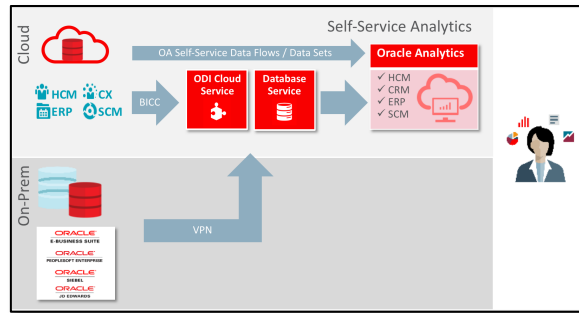 Cloud
Self-Service Analytics
OA Self-Service Data Flows / Data Sets
Oracle Analytics
HCM
CX
ERP
SCM
BICC
ODI Cloud
Service
Database
Service
✓ HCM
✓ CRM
✓ ERP
✓ SCM
On-Prem
VPN
ORACLE
E-BUSINESS SUITE
ORACLE
PEOPLESOFT ENTERPRISE
ORACLE
SIEBEL
ORACLE
JD EDWARDS